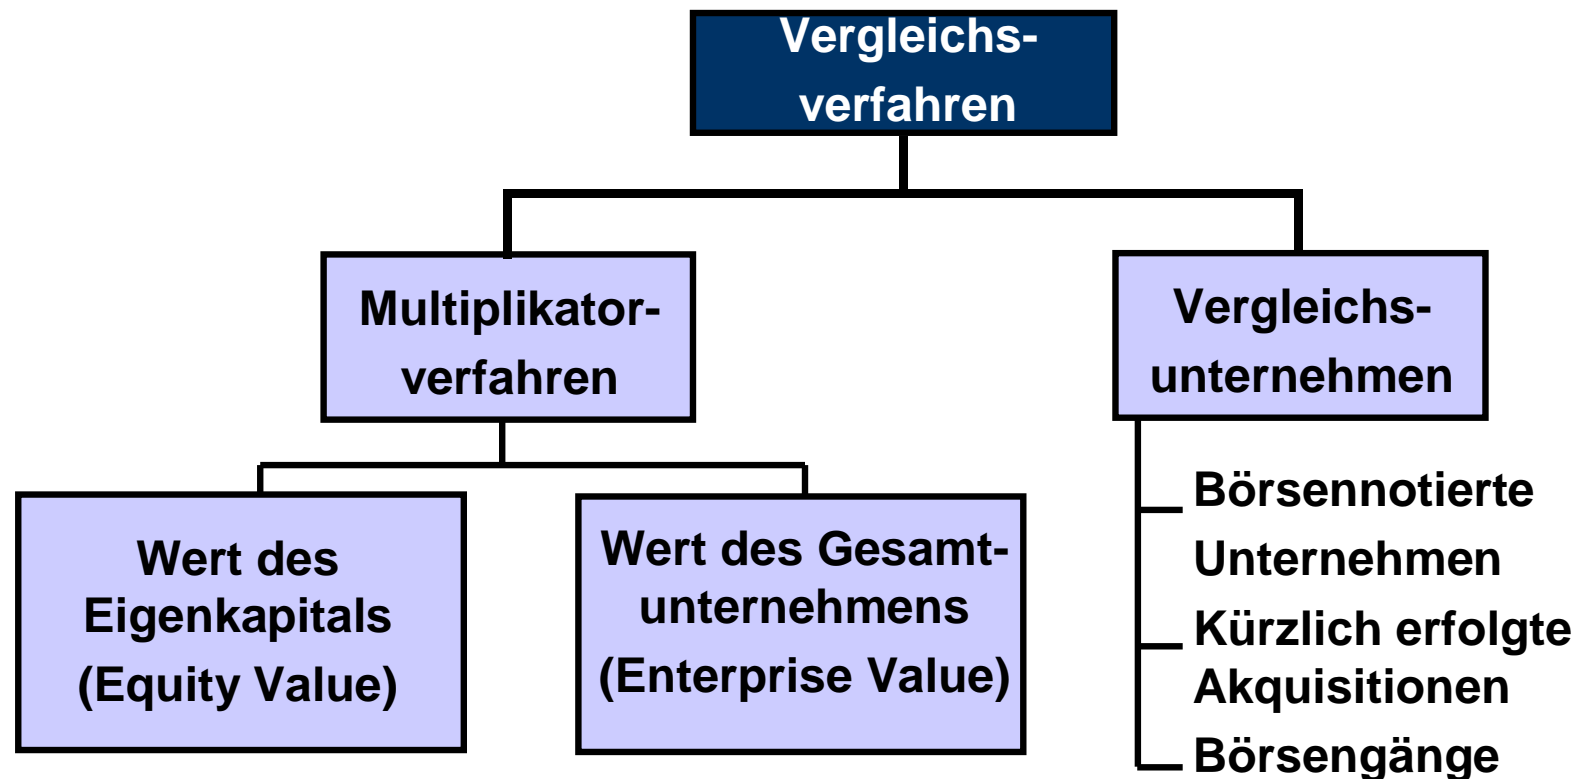 Vergleichs-
verfahren
Multiplikator-
verfahren
Vergleichs-
unternehmen
Wert des
Eigenkapitals
(Equity Value)
Wert des Gesamt-
unternehmens
(Enterprise Value)
Börsennotierte
Unternehmen
Kürzlich erfolgte
Akquisitionen
Börsengänge